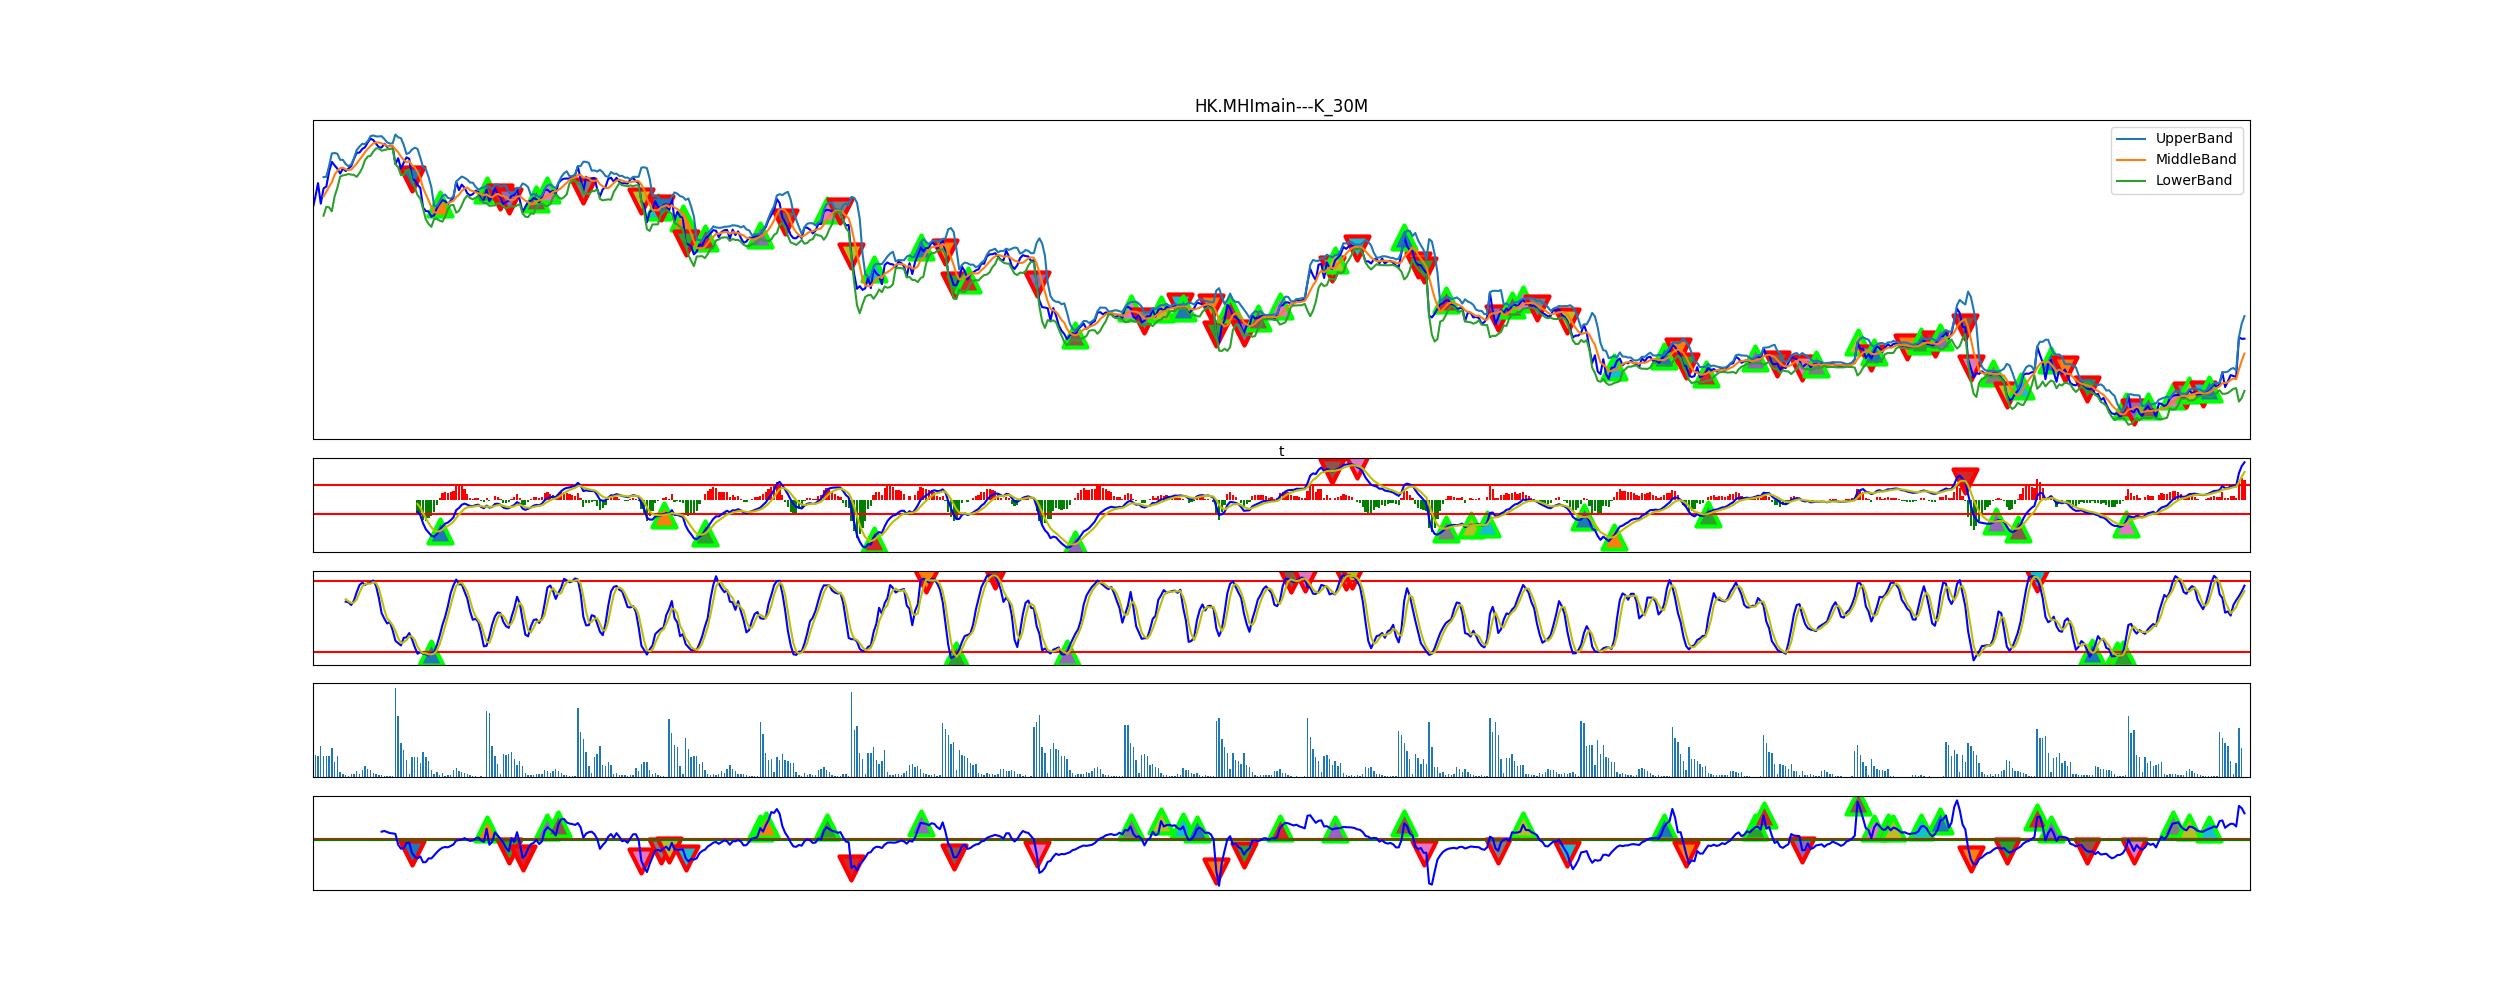 HK.MHImain---K_30M
UpperBand
MiddleBand
LowerBand
t